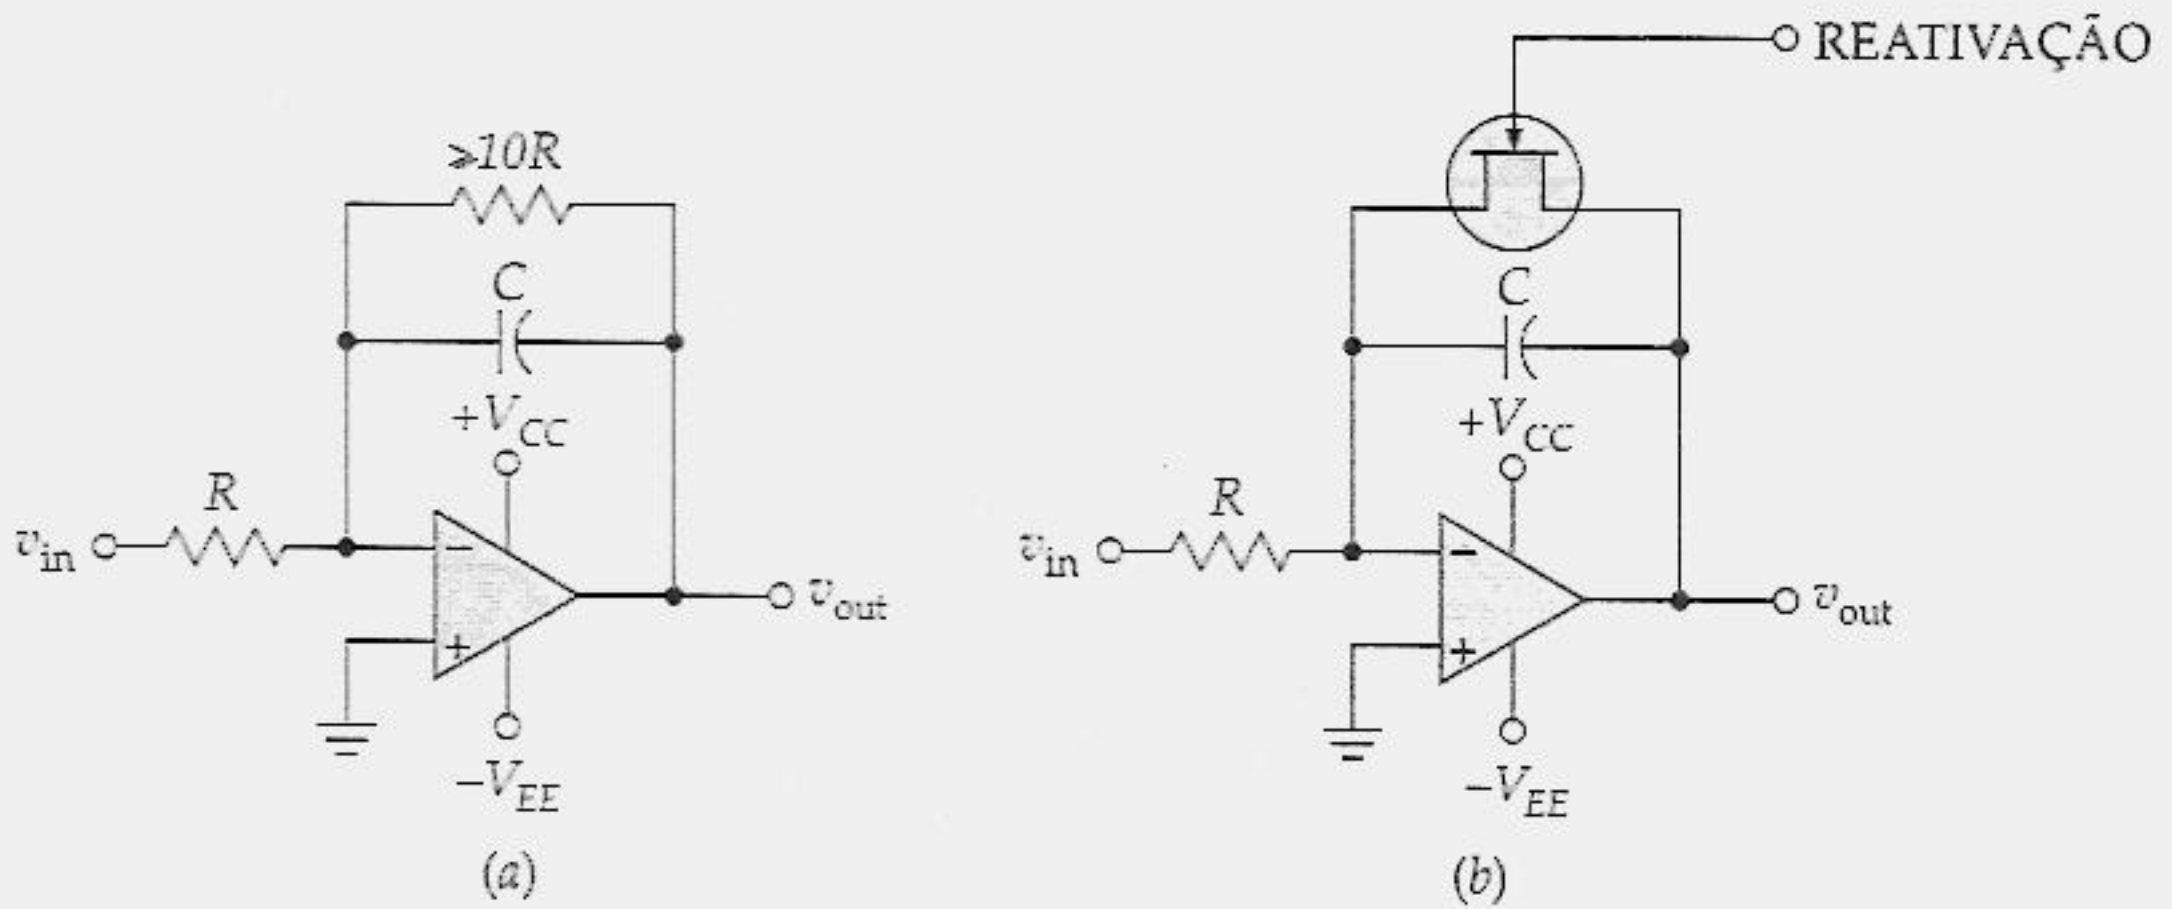 ≥10R
C
+V_CC
R
v_in
−
+
v_out
−V_EE
(a)
REATIVAÇÃO
C
+V_CC
R
v_in
−
+
v_out
−V_EE
(b)